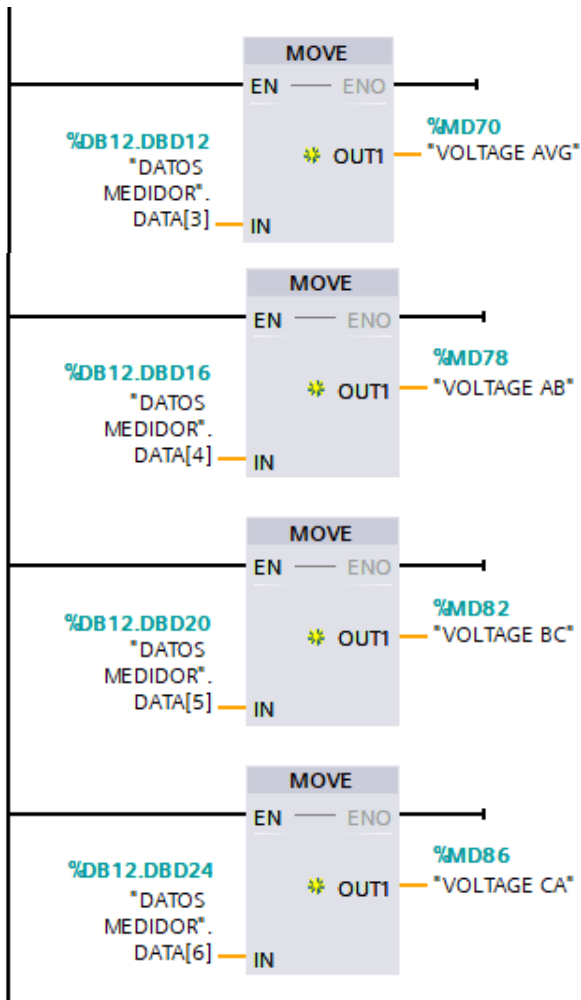 MOVE
EN ENO
%DB12.DBD12
"DATOS
MEDIDOR".
DATA[3]
IN
OUT1
%MD70
"VOLTAGE AVG"
MOVE
EN ENO
%DB12.DBD16
"DATOS
MEDIDOR".
DATA[4]
IN
OUT1
%MD78
"VOLTAGE AB"
MOVE
EN ENO
%DB12.DBD20
"DATOS
MEDIDOR".
DATA[5]
IN
OUT1
%MD82
"VOLTAGE BC"
MOVE
EN ENO
%DB12.DBD24
"DATOS
MEDIDOR".
DATA[6]
IN
OUT1
%MD86
"VOLTAGE CA"